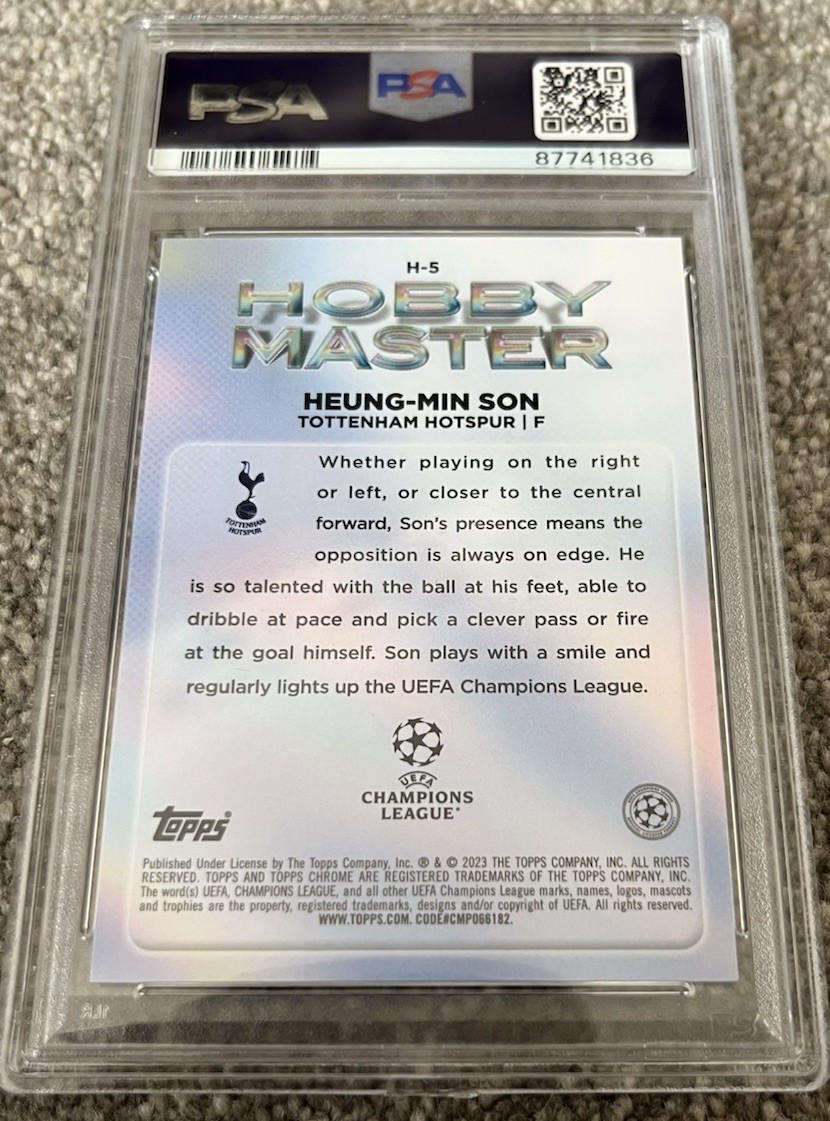 PSA PSA
87741836
H-5
HOBBY
MASTER
HEUNG-MIN SON
TOTTENHAM HOTSPUR | F
Whether playing on the right
or left, or closer to the central
forward, Son's presence means the
opposition is always on edge. He
is so talented with the ball at his feet, able to
dribble at pace and pick a clever pass or fire
at the goal himself. Son plays with a smile and
regularly lights up the UEFA Champions League.
TOTTENHAM
HOTSPUR
UEFA
CHAMPIONS
LEAGUE®
Topps®
Published Under License by The Topps Company, Inc. ® & © 2023 THE TOPPS COMPANY, INC. ALL RIGHTS
RESERVED. TOPPS AND TOPPS CHROME ARE REGISTERED TRADEMARKS OF THE TOPPS COMPANY, INC.
The word(s) UEFA, CHAMPIONS LEAGUE, and all other UEFA Champions League marks, names, logos, mascots
and trophies are the property, registered trademarks, designs and/or copyright of UEFA. All rights reserved.
WWW.TOPPS.COM. CODE#CMP066182.